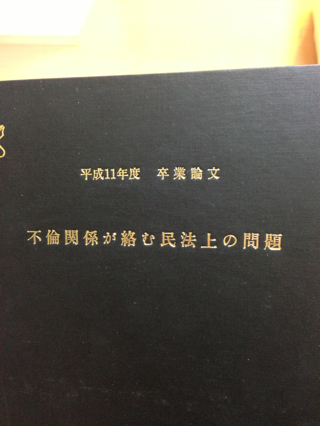 平成11年度 卒業論文
不倫関係が絡む民法上の問題